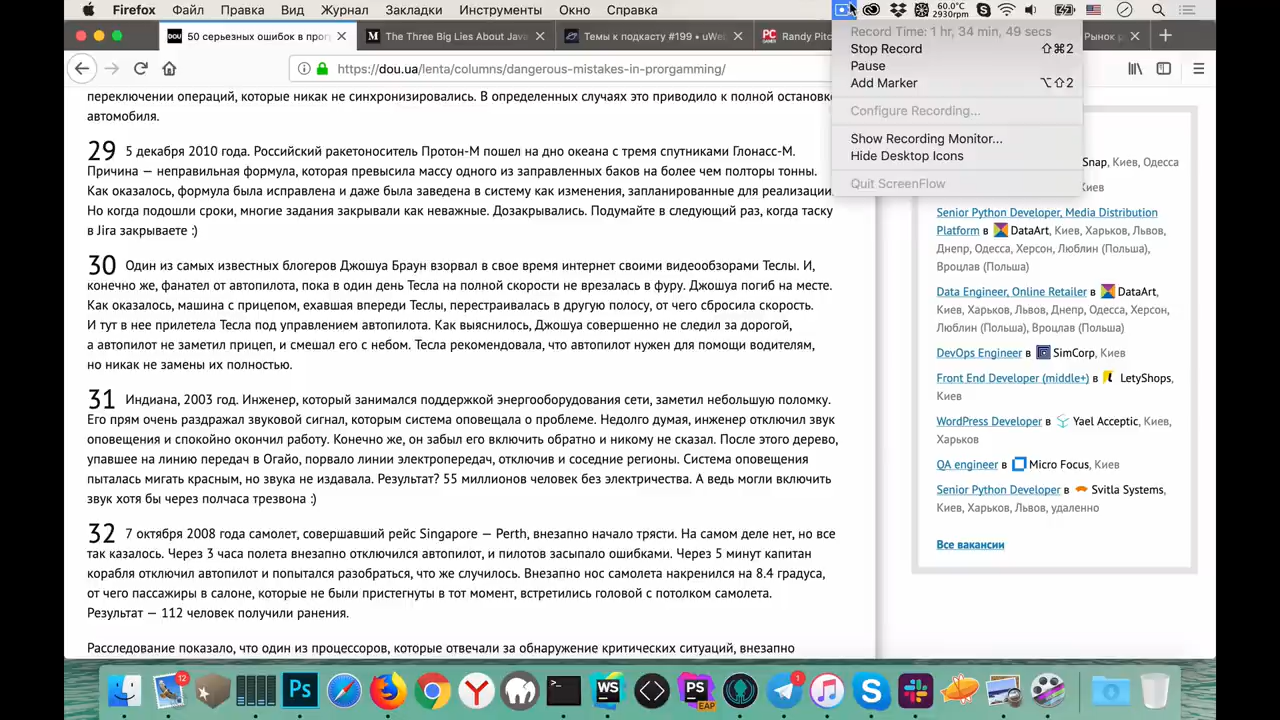 Firefox Файл Правка Вид Журнал Закладки Инструменты Окно Справка
60.0°C
2930rpm
50 серьезных ошибок в прог
The Three Big Lies About Java
Темы к подкасту #199 • uWel
Randy Pitc
Рынок р
https://dou.ua/lenta/columns/dangerous-mistakes-in-prorgamming/
Record Time: 1 hr, 34 min, 49 secs
Stop Record ⇧⌘2
Pause
Add Marker ⌥⇧2
Configure Recording...
Show Recording Monitor...
Hide Desktop Icons
Quit ScreenFlow
переключении операций, которые никак не синхронизировались. В определенных случаях это приводило к полной остановке
автомобиля.
29 5 декабря 2010 года. Российский ракетоноситель Протон-М пошел на дно океана с тремя спутниками Глонасс-М.
Причина — неправильная формула, которая превысила массу одного из заправленных баков на более чем полторы тонны.
Как оказалось, формула была исправлена и даже была заведена в систему как изменения, запланированные для реализации.
Но когда подошли сроки, многие задания закрывали как неважные. Дозакрывались. Подумайте в следующий раз, когда таску
в Jira закрываете :)
30 Один из самых известных блогеров Джошуа Браун взорвал в свое время интернет своими видеообзорами Теслы. И,
конечно же, фанател от автопилота, пока в один день Тесла на полной скорости не врезалась в фуру. Джошуа погиб на месте.
Как оказалось, машина с прицепом, ехавшая впереди Теслы, перестраивалась в другую полосу, от чего сбросила скорость.
И тут в нее прилетела Тесла под управлением автопилота. Как выяснилось, Джошуа совершенно не следил за дорогой,
а автопилот не заметил прицеп, и смешал его с небом. Тесла рекомендовала, что автопилот нужен для помощи водителям,
но никак не замены их полностью.
31 Индиана, 2003 год. Инженер, который занимался поддержкой энергооборудования сети, заметил небольшую поломку.
Его прям очень раздражал звуковой сигнал, которым система оповещала о проблеме. Недолго думая, инженер отключил звук
оповещения и спокойно окончил работу. Конечно же, он забыл его включить обратно и никому не сказал. После этого дерево,
упавшее на линию передач в Огайо, порвало линии электропередач, отключив и соседние регионы. Система оповещения
пыталась мигать красным, но звука не издавала. Результат? 55 миллионов человек без электричества. А ведь могли включить
звук хотя бы через полчаса трезвона :)
32 7 октября 2008 года самолет, совершавший рейс Singapore — Perth, внезапно начало трясти. На самом деле нет, но все
так казалось. Через 3 часа полета внезапно отключился автопилот, и пилотов засыпало ошибками. Через 5 минут капитан
корабля отключил автопилот и попытался разобраться, что же случилось. Внезапно нос самолета накренился на 8.4 градуса,
от чего пассажиры в салоне, которые не были пристегнуты в тот момент, встретились головой с потолком самолета.
Результат — 112 человек получили ранения.
Расследование показало, что один из процессоров, которые отвечали за обнаружение критических ситуаций, внезапно
Snap, Киев, Одесса
Киев
Senior Python Developer, Media Distribution
Platform в DataArt, Киев, Харьков, Львов,
Днепр, Одесса, Херсон, Люблин (Польша),
Вроцлав (Польша)
Data Engineer, Online Retailer в DataArt,
Киев, Харьков, Львов, Днепр, Одесса, Херсон,
Люблин (Польша), Вроцлав (Польша)
DevOps Engineer в SimCorp, Киев
Front End Developer (middle+) в LetyShops,
Киев
WordPress Developer в Yael Acceptic, Киев,
Харьков
QA engineer в Micro Focus, Киев
Senior Python Developer в Svitla Systems,
Киев, Харьков, Львов, удаленно
Все вакансии
12
Ps
WS
PS
EAP
1